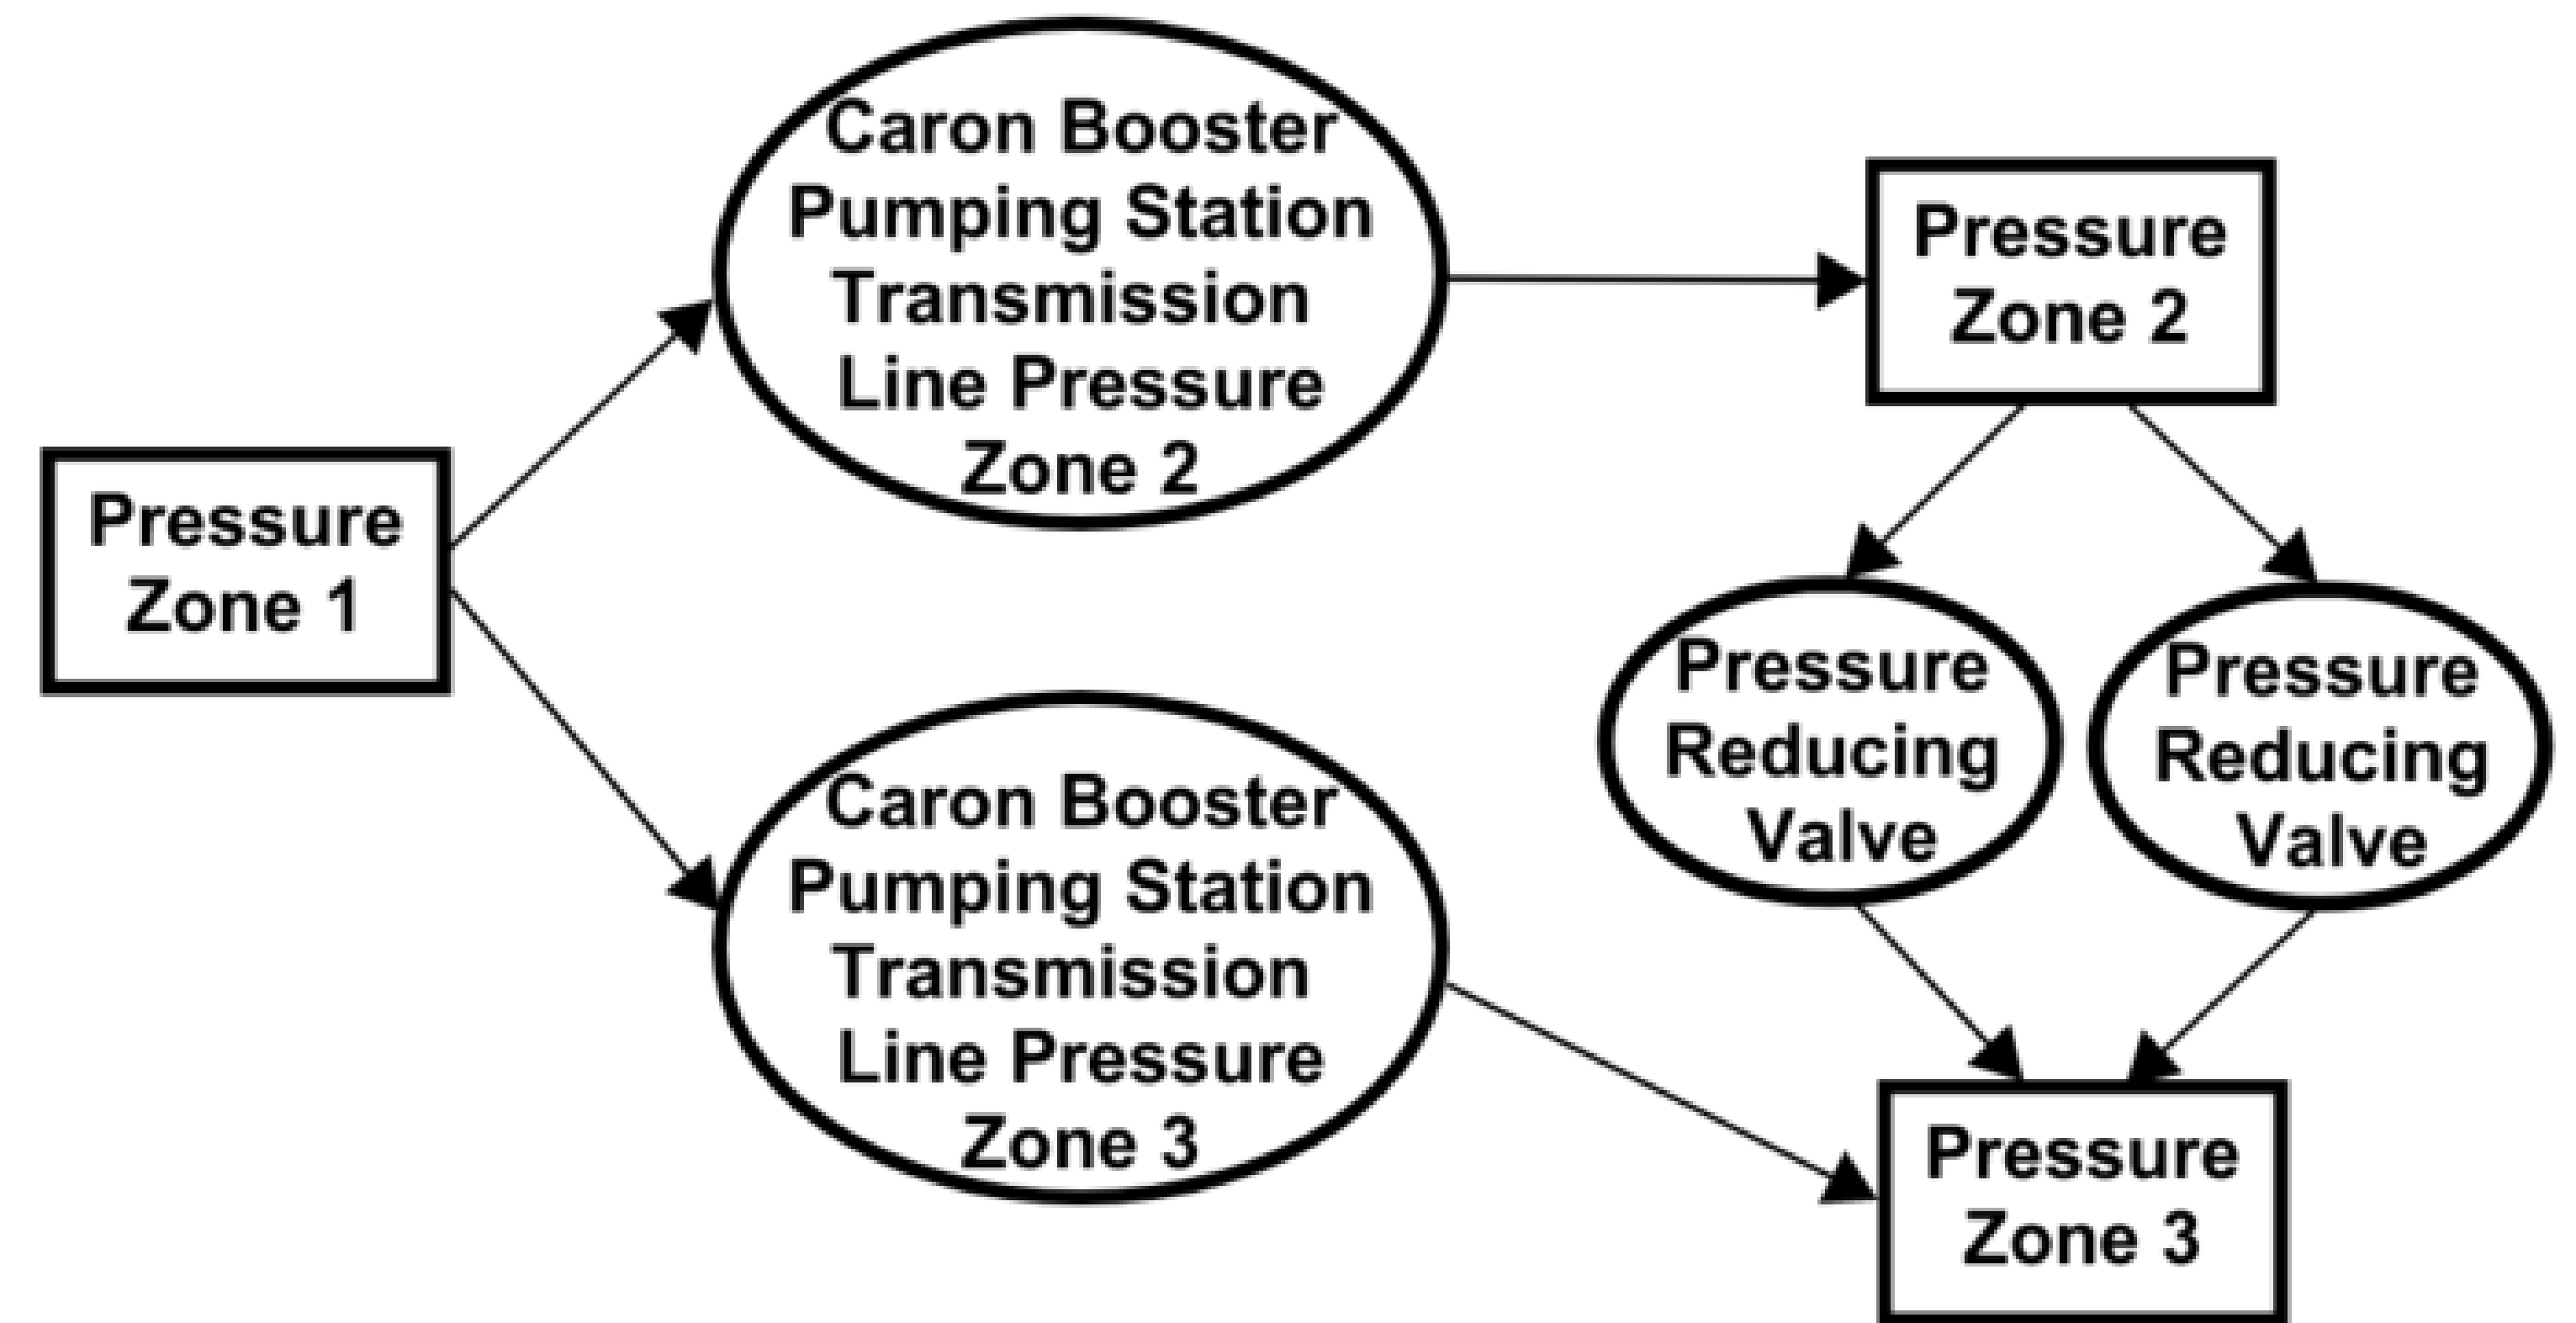 Caron Booster
Pumping Station
Transmission
Line Pressure
Zone 2
Pressure
Zone 2
Pressure
Zone 1
Pressure
Reducing
Valve
Pressure
Reducing
Valve
Caron Booster
Pumping Station
Transmission
Line Pressure
Zone 3
Pressure
Zone 3